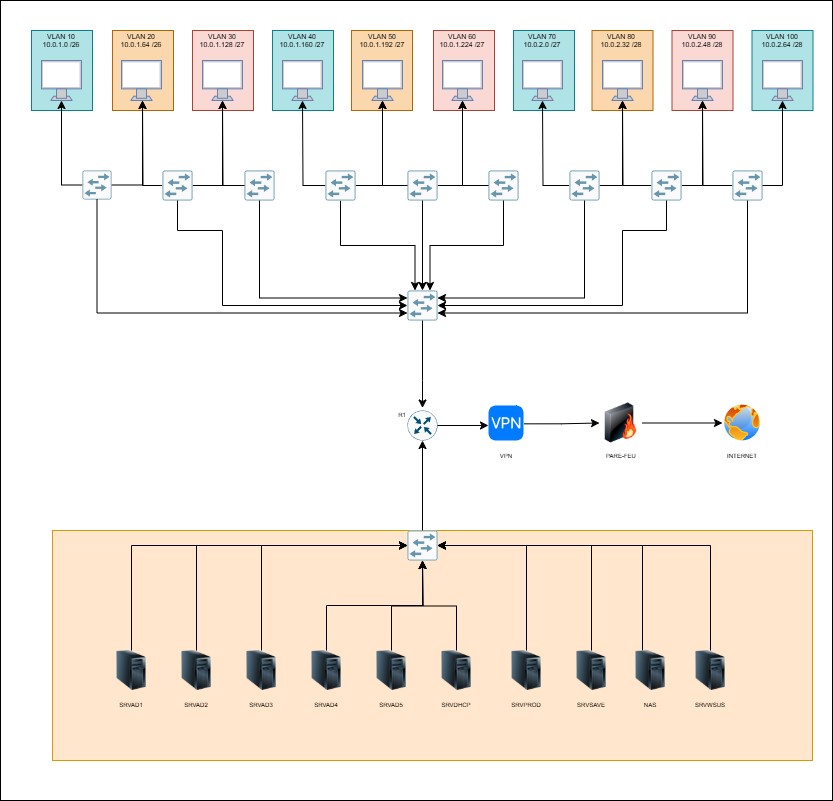 VLAN 10
10.0.1.0 /26
VLAN 20
10.0.1.64 /26
VLAN 30
10.0.1.128 /27
VLAN 40
10.0.1.160 /27
VLAN 50
10.0.1.192 /27
VLAN 60
10.0.1.224 /27
VLAN 70
10.0.2.0 /27
VLAN 80
10.0.2.32 /28
VLAN 90
10.0.2.48 /28
VLAN 100
10.0.2.64 /28
R1
VPN
VPN
PARE-FEU
INTERNET
SRVAD1
SRVAD2
SRVAD3
SRVAD4
SRVAD5
SRVDHCP
SRVPROD
SRVSAVE
NAS
SRVWSUS